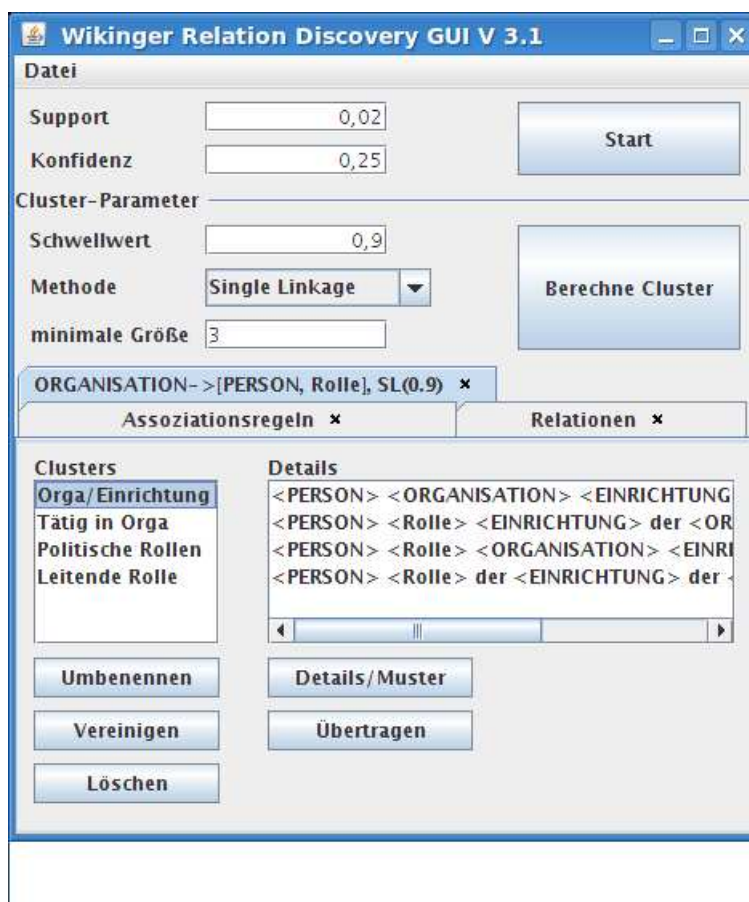 Wikinger Relation Discovery GUI V 3.1
Datei
Support 0,02
Start
Konfidenz 0,25
Cluster-Parameter
Schwellwert 0,9
Methode Single Linkage
Berechne Cluster
minimale Größe 3
ORGANISATION->[PERSON, Rolle], SL(0.9)
Assoziationsregeln Relationen
Clusters
Orga/Einrichtung
Tätig in Orga
Politische Rollen
Leitende Rolle
Details
<PERSON> <ORGANISATION> <EINRICHTUNG
<PERSON> <Rolle> <EINRICHTUNG> der <OR
<PERSON> <Rolle> <ORGANISATION> <EINRI
<PERSON> <Rolle> der <EINRICHTUNG> der <
Umbenennen Details/Muster
Vereinigen Übertragen
Löschen